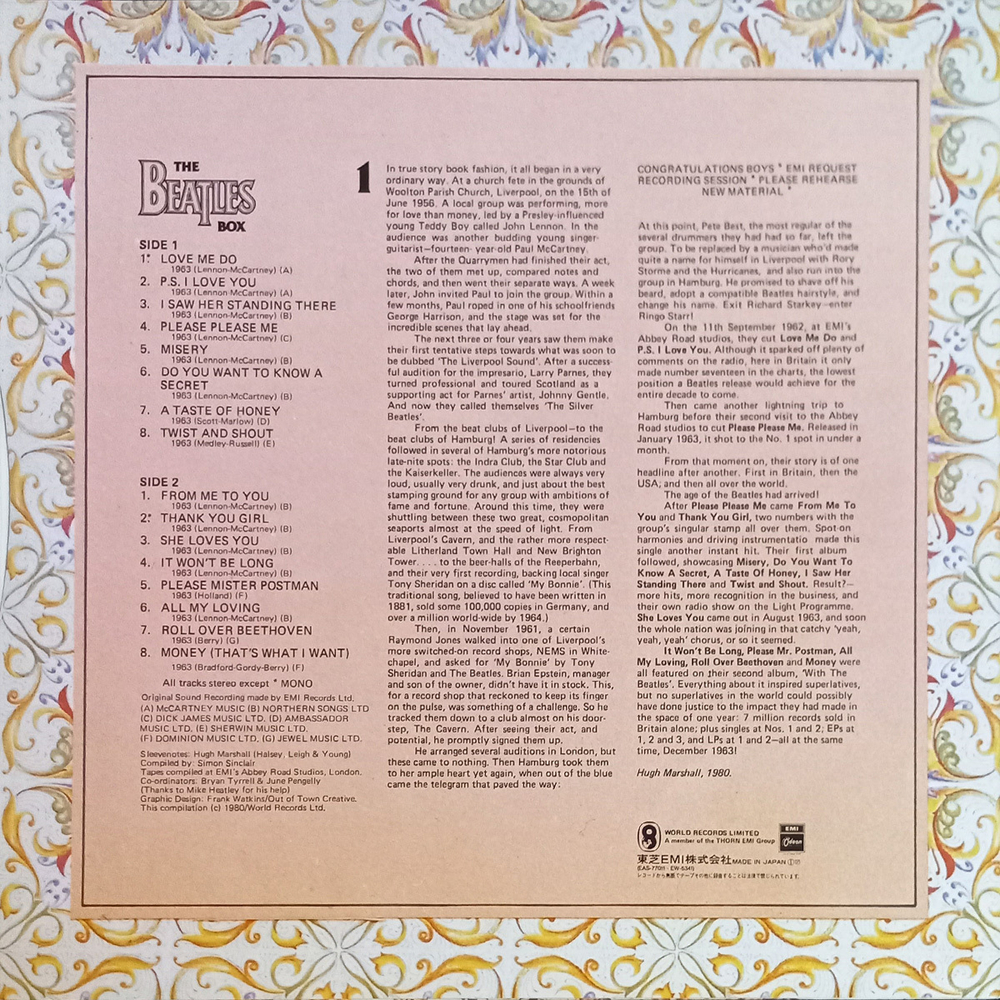 THE
BEATLES
BOX
SIDE 1
1.* LOVE ME DO
1963 (Lennon-McCartney) (A)
2. P.S. I LOVE YOU
1963 (Lennon-McCartney) (A)
3. I SAW HER STANDING THERE
1963 (Lennon-McCartney) (B)
4. PLEASE PLEASE ME
1963 (Lennon-McCartney) (C)
5. MISERY
1963 (Lennon-McCartney) (B)
6. DO YOU WANT TO KNOW A
SECRET
1963 (Lennon-McCartney) (B)
7. A TASTE OF HONEY
1963 (Scott-Marlow) (D)
8. TWIST AND SHOUT
1963 (Medley-Russell) (E)
SIDE 2
1. FROM ME TO YOU
1963 (Lennon-McCartney) (B)
2.* THANK YOU GIRL
1963 (Lennon-McCartney) (B)
3. SHE LOVES YOU
1963 (Lennon-McCartney) (B)
4. IT WON'T BE LONG
1963 (Lennon-McCartney) (B)
5. PLEASE MISTER POSTMAN
1963 (Holland) (F)
6. ALL MY LOVING
1963 (Lennon-McCartney) (B)
7. ROLL OVER BEETHOVEN
1963 (Berry) (G)
8. MONEY (THAT'S WHAT I WANT)
1963 (Bradford-Gordy-Berry) (F)
All tracks stereo except * MONO
Original Sound Recording made by EMI Records Ltd.
(A) McCARTNEY MUSIC (B) NORTHERN SONGS LTD
(C) DICK JAMES MUSIC LTD. (D) AMBASSADOR
MUSIC LTD. (E) SHERWIN MUSIC LTD.
(F) DOMINION MUSIC LTD. (G) JEWEL MUSIC LTD.
Sleevenotes: Hugh Marshall (Halsey, Leigh & Young)
Compiled by: Simon Sinclair
Tapes compiled at EMI's Abbey Road Studios, London.
Co-ordinators: Bryan Tyrrell & June Pengelly
(Thanks to Mike Heatley for his help)
Graphic Design: Frank Watkins/Out of Town Creative.
This compilation (c) 1980/World Records Ltd.
1
In true story book fashion, it all began in a very
ordinary way. At a church fete in the grounds of
Woolton Parish Church, Liverpool, on the 15th of
June 1956. A local group was performing, more
for love than money, led by a Presley-influenced
young Teddy Boy called John Lennon. In the
audience was another budding young singer-
guitarist—fourteen- year-old Paul McCartney.
After the Quarrymen had finished their act,
the two of them met up, compared notes and
chords, and then went their separate ways. A week
later, John invited Paul to join the group. Within a
few months, Paul roped in one of his schoolfriends
George Harrison, and the stage was set for the
incredible scenes that lay ahead.
The next three or four years saw them make
their first tentative steps towards what was soon to
be dubbed 'The Liverpool Sound'. After a success-
ful audition for the impresario, Larry Parnes, they
turned professional and toured Scotland as a
supporting act for Parnes' artist, Johnny Gentle.
And now they called themselves 'The Silver
Beatles'.
From the beat clubs of Liverpool—to the
beat clubs of Hamburg! A series of residencies
followed in several of Hamburg's more notorious
late-nite spots: the Indra Club, the Star Club and
the Kaiserkeller. The audiences were always very
loud, usually very drunk, and just about the best
stamping ground for any group with ambitions of
fame and fortune. Around this time, they were
shuttling between these two great, cosmopolitan
seaports almost at the speed of light. From
Liverpool's Cavern, and the rather more respect-
able Litherland Town Hall and New Brighton
Tower. . . . to the beer-halls of the Reeperbahn,
and their very first recording, backing local singer
Tony Sheridan on a disc called 'My Bonnie'. (This
traditional song, believed to have been written in
1881, sold some 100,000 copies in Germany, and
over a million world-wide by 1964.)
Then, in November 1961, a certain
Raymond Jones walked into one of Liverpool's
more switched-on record shops, NEMS in White-
chapel, and asked for 'My Bonnie' by Tony
Sheridan and The Beatles. Brian Epstein, manager
and son of the owner, didn't have it in stock. This,
for a record shop that reckoned to keep its finger
on the pulse, was something of a challenge. So he
tracked them down to a club almost on his door-
step, The Cavern. After seeing their act, and
potential, he promptly signed them up.
He arranged several auditions in London, but
these came to nothing. Then Hamburg took them
to her ample heart yet again, when out of the blue
came the telegram that paved the way:
CONGRATULATIONS BOYS * EMI REQUEST
RECORDING SESSION * PLEASE REHEARSE
NEW MATERIAL *
At this point, Pete Best, the most regular of the
several drummers they had had so far, left the
group. To be replaced by a musician who'd made
quite a name for himself in Liverpool with Rory
Storme and the Hurricanes, and also run into the
group in Hamburg. He promised to shave off his
beard, adopt a compatible Beatles hairstyle, and
change his name. Exit Richard Starkey—enter
Ringo Starr!
On the 11th September 1962, at EMI's
Abbey Road studios, they cut Love Me Do and
P.S. I Love You. Although it sparked off plenty of
comments on the radio, here in Britain it only
made number seventeen in the charts, the lowest
position a Beatles release would achieve for the
entire decade to come.
Then came another lightning trip to
Hamburg before their second visit to the Abbey
Road studios to cut Please Please Me. Released in
January 1963, it shot to the No. 1 spot in under a
month.
From that moment on, their story is of one
headline after another. First in Britain, then the
USA; and then all over the world.
The age of the Beatles had arrived!
After Please Please Me came From Me To
You and Thank You Girl, two numbers with the
group's singular stamp all over them. Spot-on
harmonies and driving instrumentatio made this
single another instant hit. Their first album
followed, showcasing Misery, Do You Want To
Know A Secret, A Taste Of Honey, I Saw Her
Standing There and Twist and Shout. Result?—
more hits, more recognition in the business, and
their own radio show on the Light Programme.
She Loves You came out in August 1963, and soon
the whole nation was joining in that catchy 'yeah,
yeah, yeah' chorus, or so it seemed.
It Won't Be Long, Please Mr. Postman, All
My Loving, Roll Over Beethoven and Money were
all featured on their second album, 'With The
Beatles'. Everything about it inspired superlatives,
but no superlatives in the world could possibly
have done justice to the impact they had made in
the space of one year: 7 million records sold in
Britain alone; plus singles at Nos. 1 and 2; EPs at
1, 2 and 3, and LPs at 1 and 2—all at the same
time, December 1963!
Hugh Marshall, 1980.
WORLD RECORDS LIMITED
A member of the THORN EMI Group
EMI
Odeon
東芝EMI株式会社 MADE IN JAPAN
レコードから無断でテープその他に録音することは法律で禁じられています。